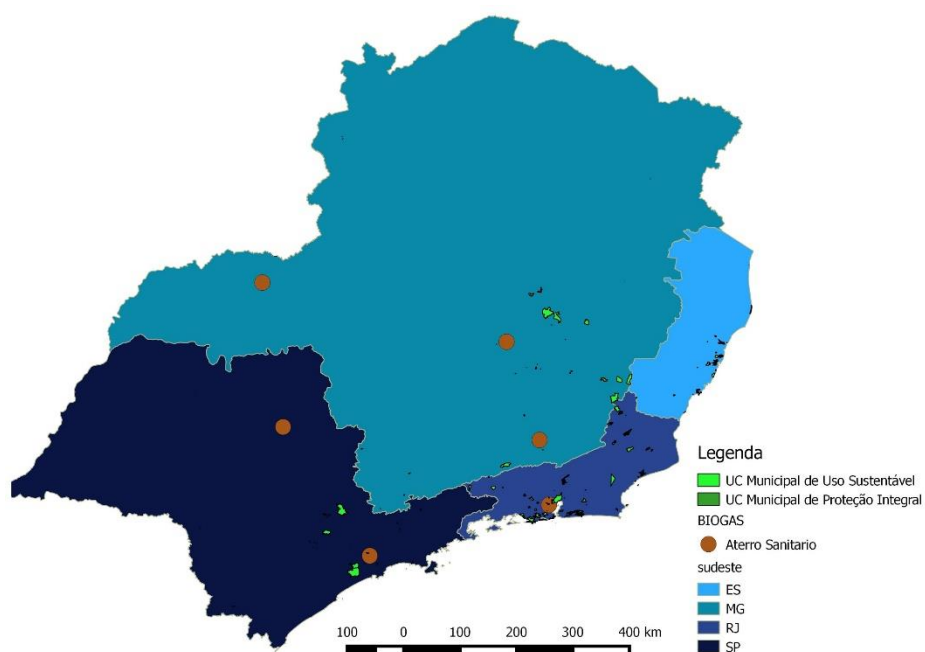 Legenda
UC Municipal de Uso Sustentável
UC Municipal de Proteção Integral
BIOGAS
Aterro Sanitario
sudeste
ES
MG
RJ
SP
100 0 100 200 300 400 km